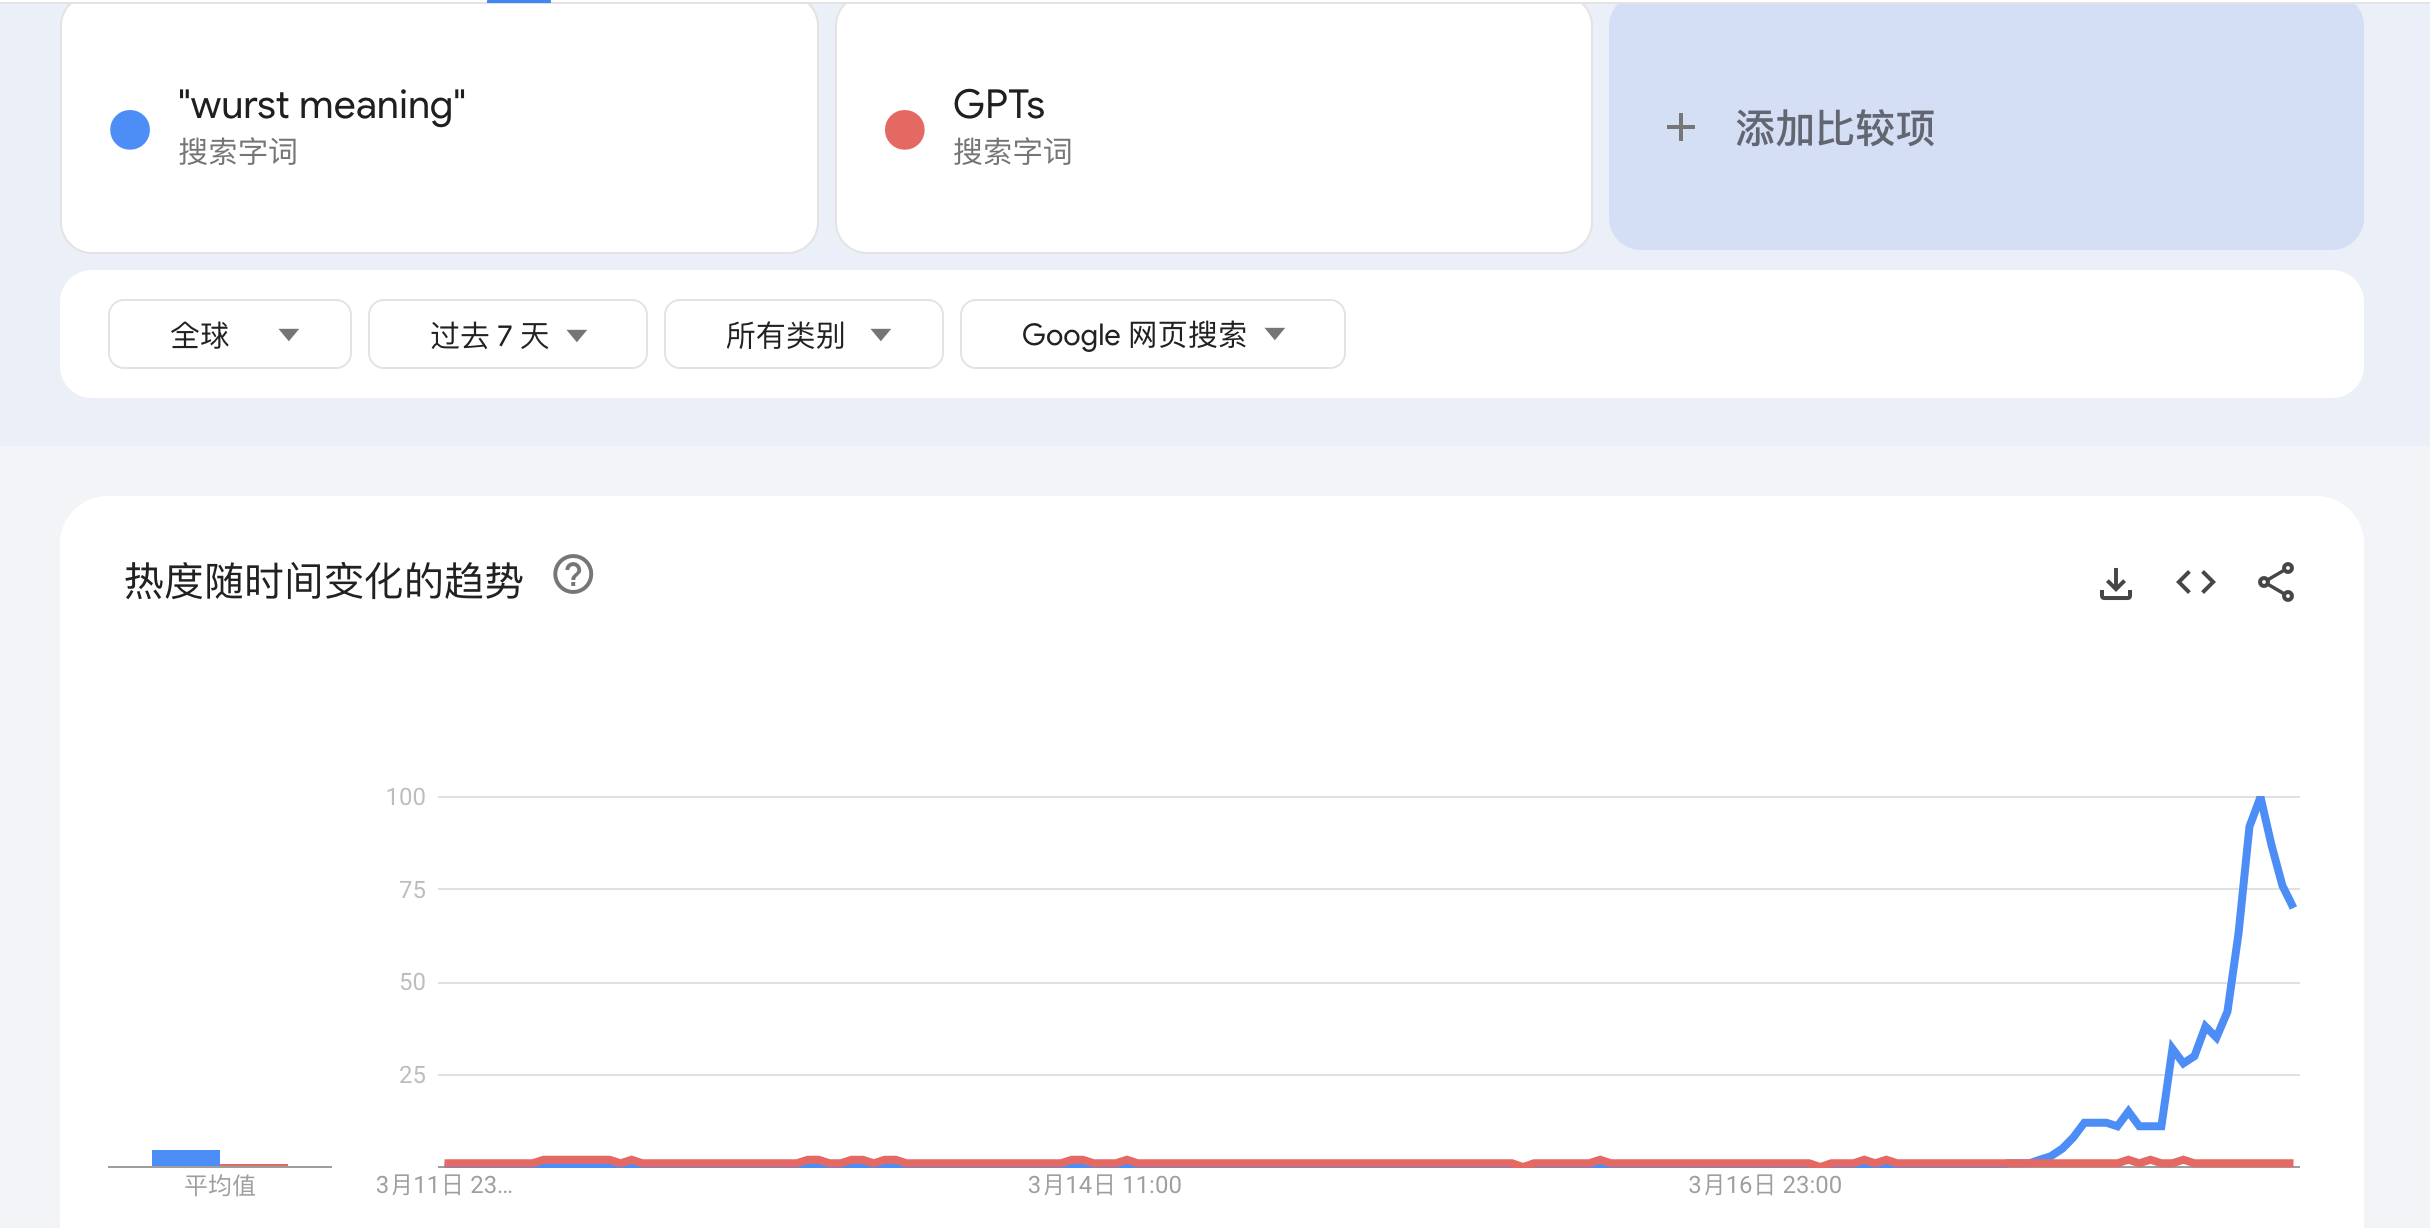 "wurst meaning"
搜索字词
GPTs
搜索字词
+ 添加比较项
全球
过去 7 天
所有类别
Google 网页搜索
热度随时间变化的趋势
100
75
50
25
平均值
3月11日 23...
3月14日 11:00
3月16日 23:00